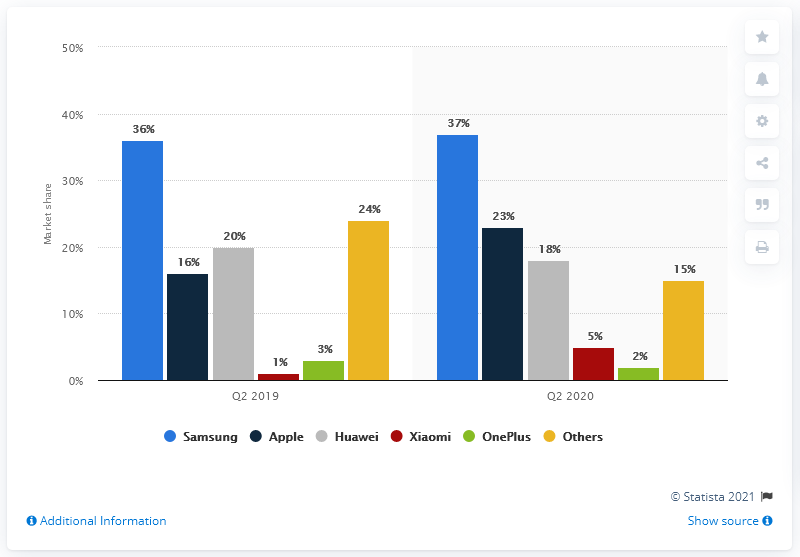 50%
40%
30%
20%
10%
0%
Market share
36%
16%
20%
1%
3%
24%
37%
23%
18%
5%
2%
15%
Q2 2019
Q2 2020
Samsung Apple Huawei Xiaomi OnePlus Others
© Statista 2021
Additional Information
Show source